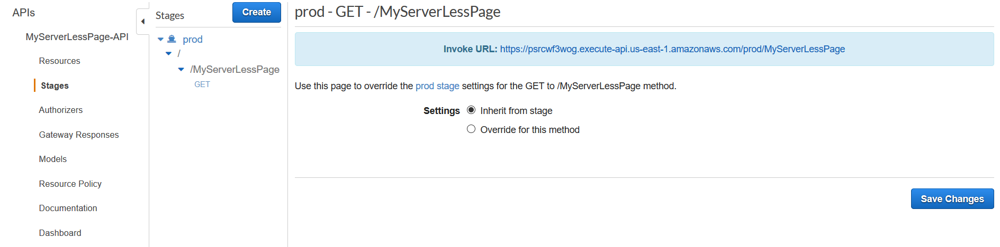 APIs
MyServerLessPage-API
Resources
Stages
Authorizers
Gateway Responses
Models
Resource Policy
Documentation
Dashboard
Stages
Create
prod
/
/MyServerLessPage
GET
prod - GET - /MyServerLessPage
Invoke URL: https://psrcwf3wog.execute-api.us-east-1.amazonaws.com/prod/MyServerLessPage
Use this page to override the prod stage settings for the GET to /MyServerLessPage method.
Settings Inherit from stage
Override for this method
Save Changes